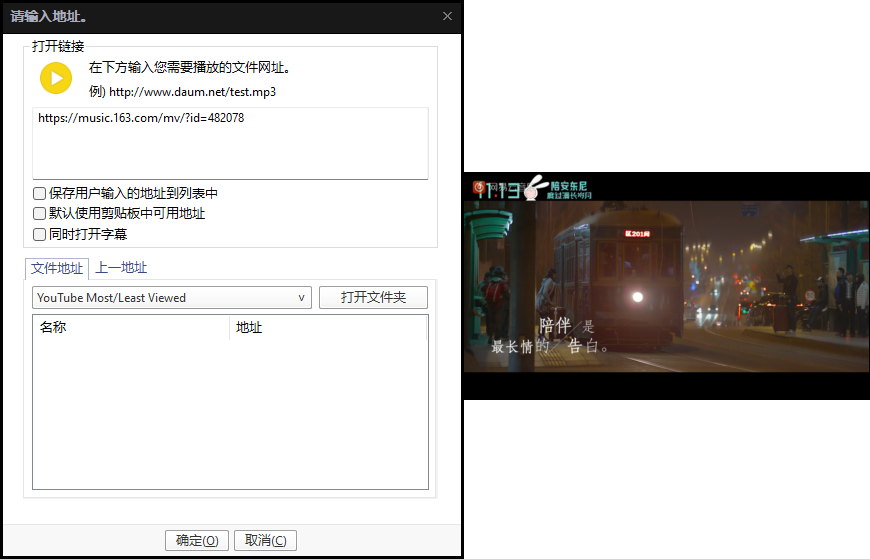 请输入地址。
打开链接
在下方输入您需要播放的文件网址。
例) http://www.daum.net/test.mp3
https://music.163.com/mv/?id=482078
保存用户输入的地址到列表中
默认使用剪贴板中可用地址
同时打开字幕
文件地址 上一地址
YouTube Most/Least Viewed
打开文件夹
名称 地址
确定(O) 取消(C)
11.13
陪安东尼
度过漫长岁月
陪伴是
最长情的告白。